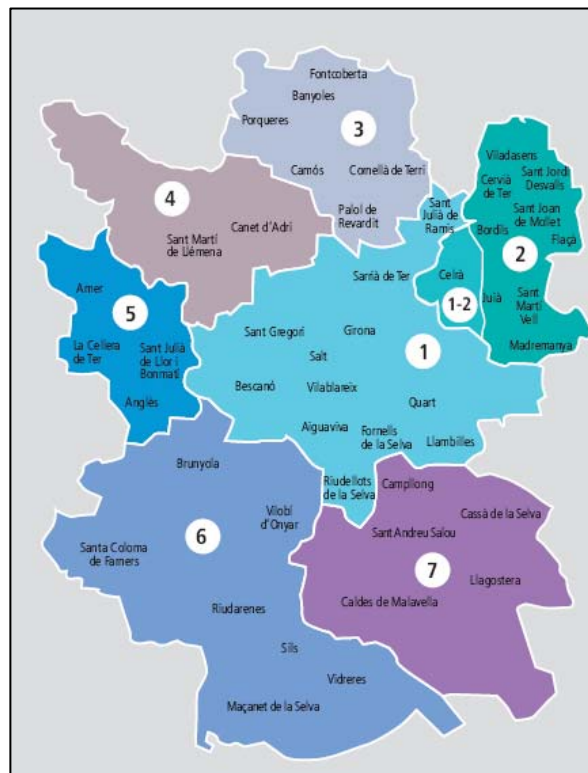 Fontcoberta
Banyoles
Porqueres
3
Camós
Cornellà de Terri
Palol de
Revardit
4
Canet d'Adri
Sant Martí
de Llémena
Viladasens
Sant Jordi
Desvalls
Cervià
de Ter
Sant Joan
de Mollet
Bordils
Flaçà
2
Juià
Sant
Martí
Vell
Madremanya
Sant
Julià de
Ramis
Celrà
1-2
Amer
5
La Cellera
de Ter
Sant Julià
de Llor i
Bonmatí
Anglès
Sarrià de Ter
Sant Gregori
Girona
Salt
1
Bescanó
Vilablareix
Quart
Aiguaviva
Fornells
de la Selva
Llambilles
Riudellots
de la Selva
Brunyola
Vilobí
d'Onyar
6
Santa Coloma
de Farners
Riudarenes
Sils
Vidreres
Maçanet de la Selva
Campllong
Cassà de la Selva
Sant Andreu Salou
7
Llagostera
Caldes de Malavella